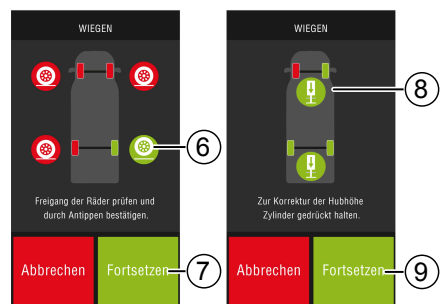 WIEGEN
6
Freigang der Räder prüfen und
durch Antippen bestätigen.
Abbrechen
Fortsetzen
7
WIEGEN
8
Zur Korrektur der Hubhöhe
Zylinder gedrückt halten.
Abbrechen
Fortsetzen
9